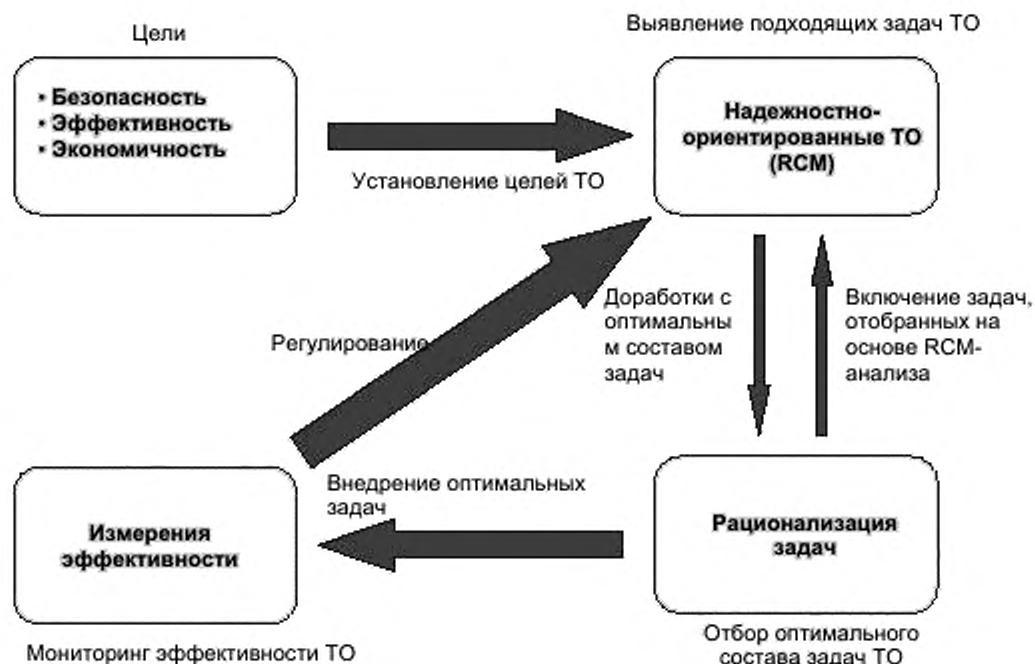 Цели
• Безопасность
• Эффективность
• Экономичность
Установление целей ТО
Выявление подходящих задач ТО
Надежностно-
ориентированные ТО
(RCM)
Регулирование
Доработки с
оптимальны
м составом
задач
Включение задач,
отобранных на
основе RCM-
анализа
Измерения
эффективности
Мониторинг эффективности ТО
Внедрение оптимальных
задач
Рационализация
задач
Отбор оптимального
состава задач ТО